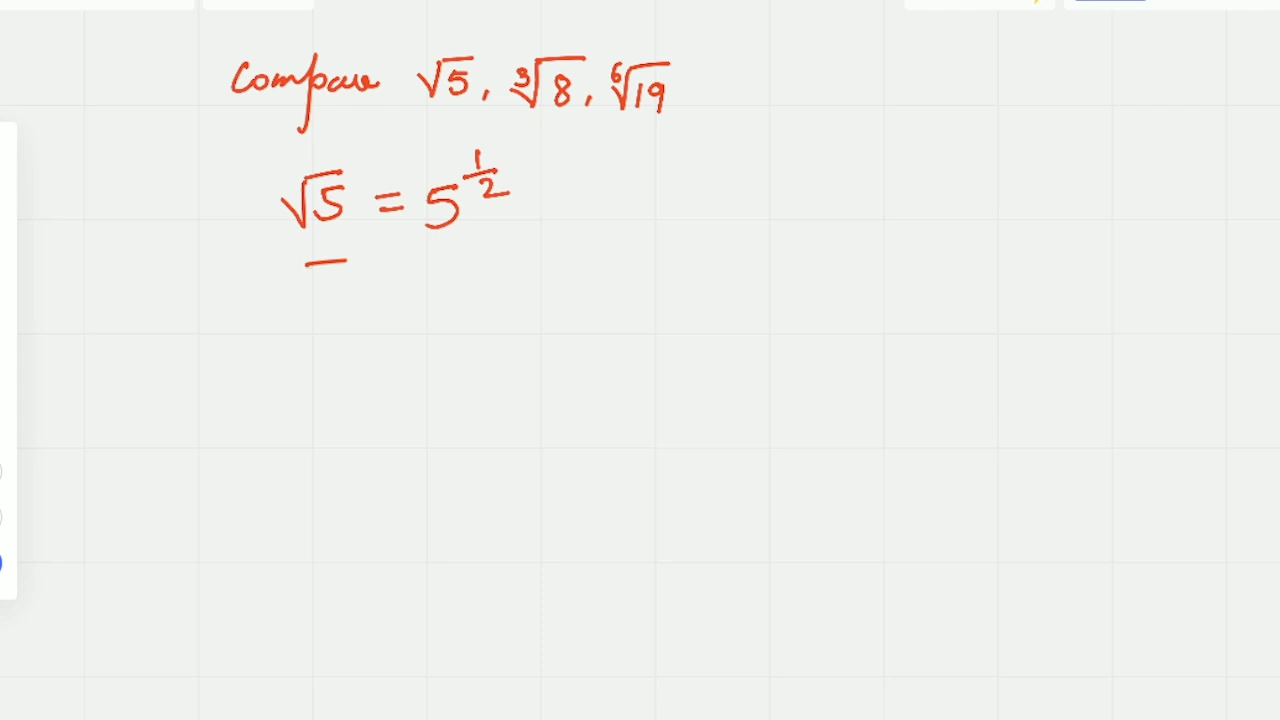 Compare √5, ∛8, ⁶√19
√5 = 5^{1/2}